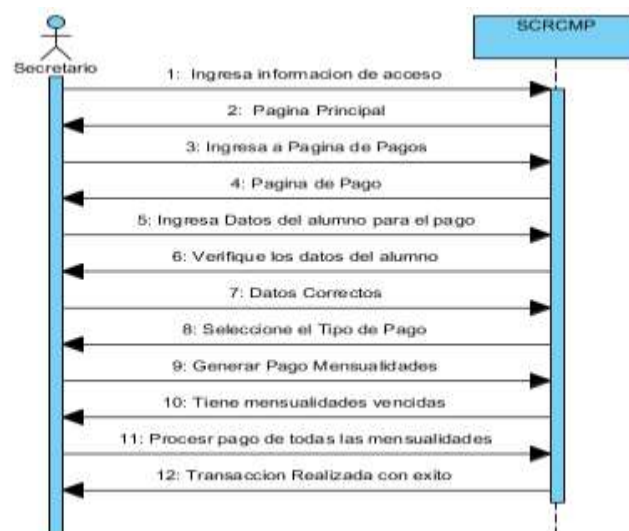 SCRCMP
Secretario
1: Ingresa informacion de acceso
2: Pagina Principal
3: Ingresa a Pagina de Pagos
4: Pagina de Pago
5: Ingresa Datos del alumno para el pago
6: Verifique los datos del alumno
7: Datos Correctos
8: Seleccione el Tipo de Pago
9: Generar Pago Mensualidades
10: Tiene mensualidades vencidas
11: Procesr pago de todas las mensualidades
12: Transaccion Realizada con exito